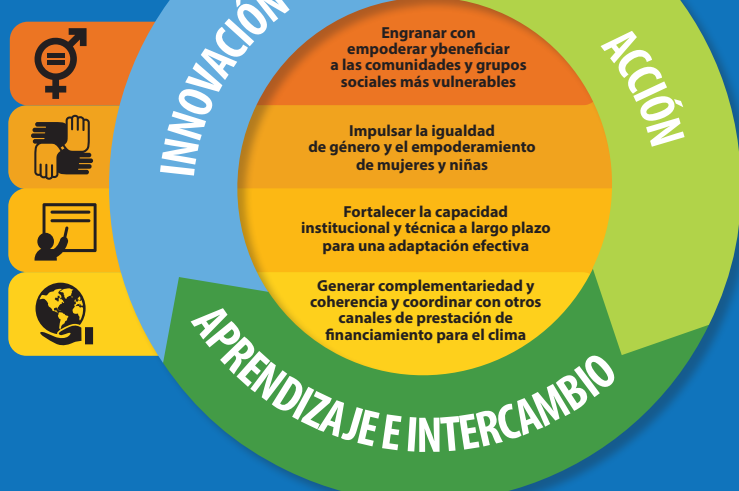 INNOVACIÓN
ACCIÓN
Engranar con
empoderar ybeneficiar
a las comunidades y grupos
sociales más vulnerables
Impulsar la igualdad
de género y el empoderamiento
de mujeres y niñas
Fortalecer la capacidad
institucional y técnica a largo plazo
para una adaptación efectiva
Generar complementariedad y
coherencia y coordinar con otros
canales de prestación de
financiamiento para el clima
APRENDIZAJE E INTERCAMBIO